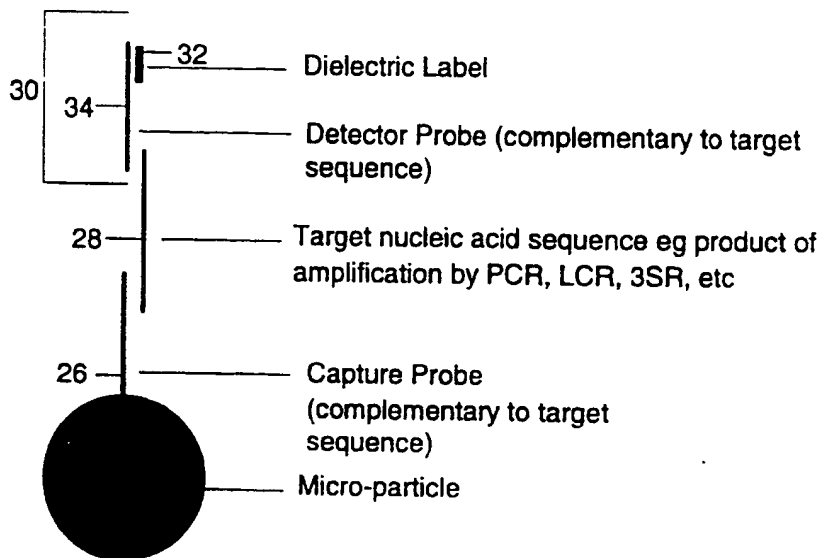 32
Dielectric Label
30
34
Detector Probe (complementary to target
sequence)
28
Target nucleic acid sequence eg product of
amplification by PCR, LCR, 3SR, etc
26
Capture Probe
(complementary to target
sequence)
Micro-particle